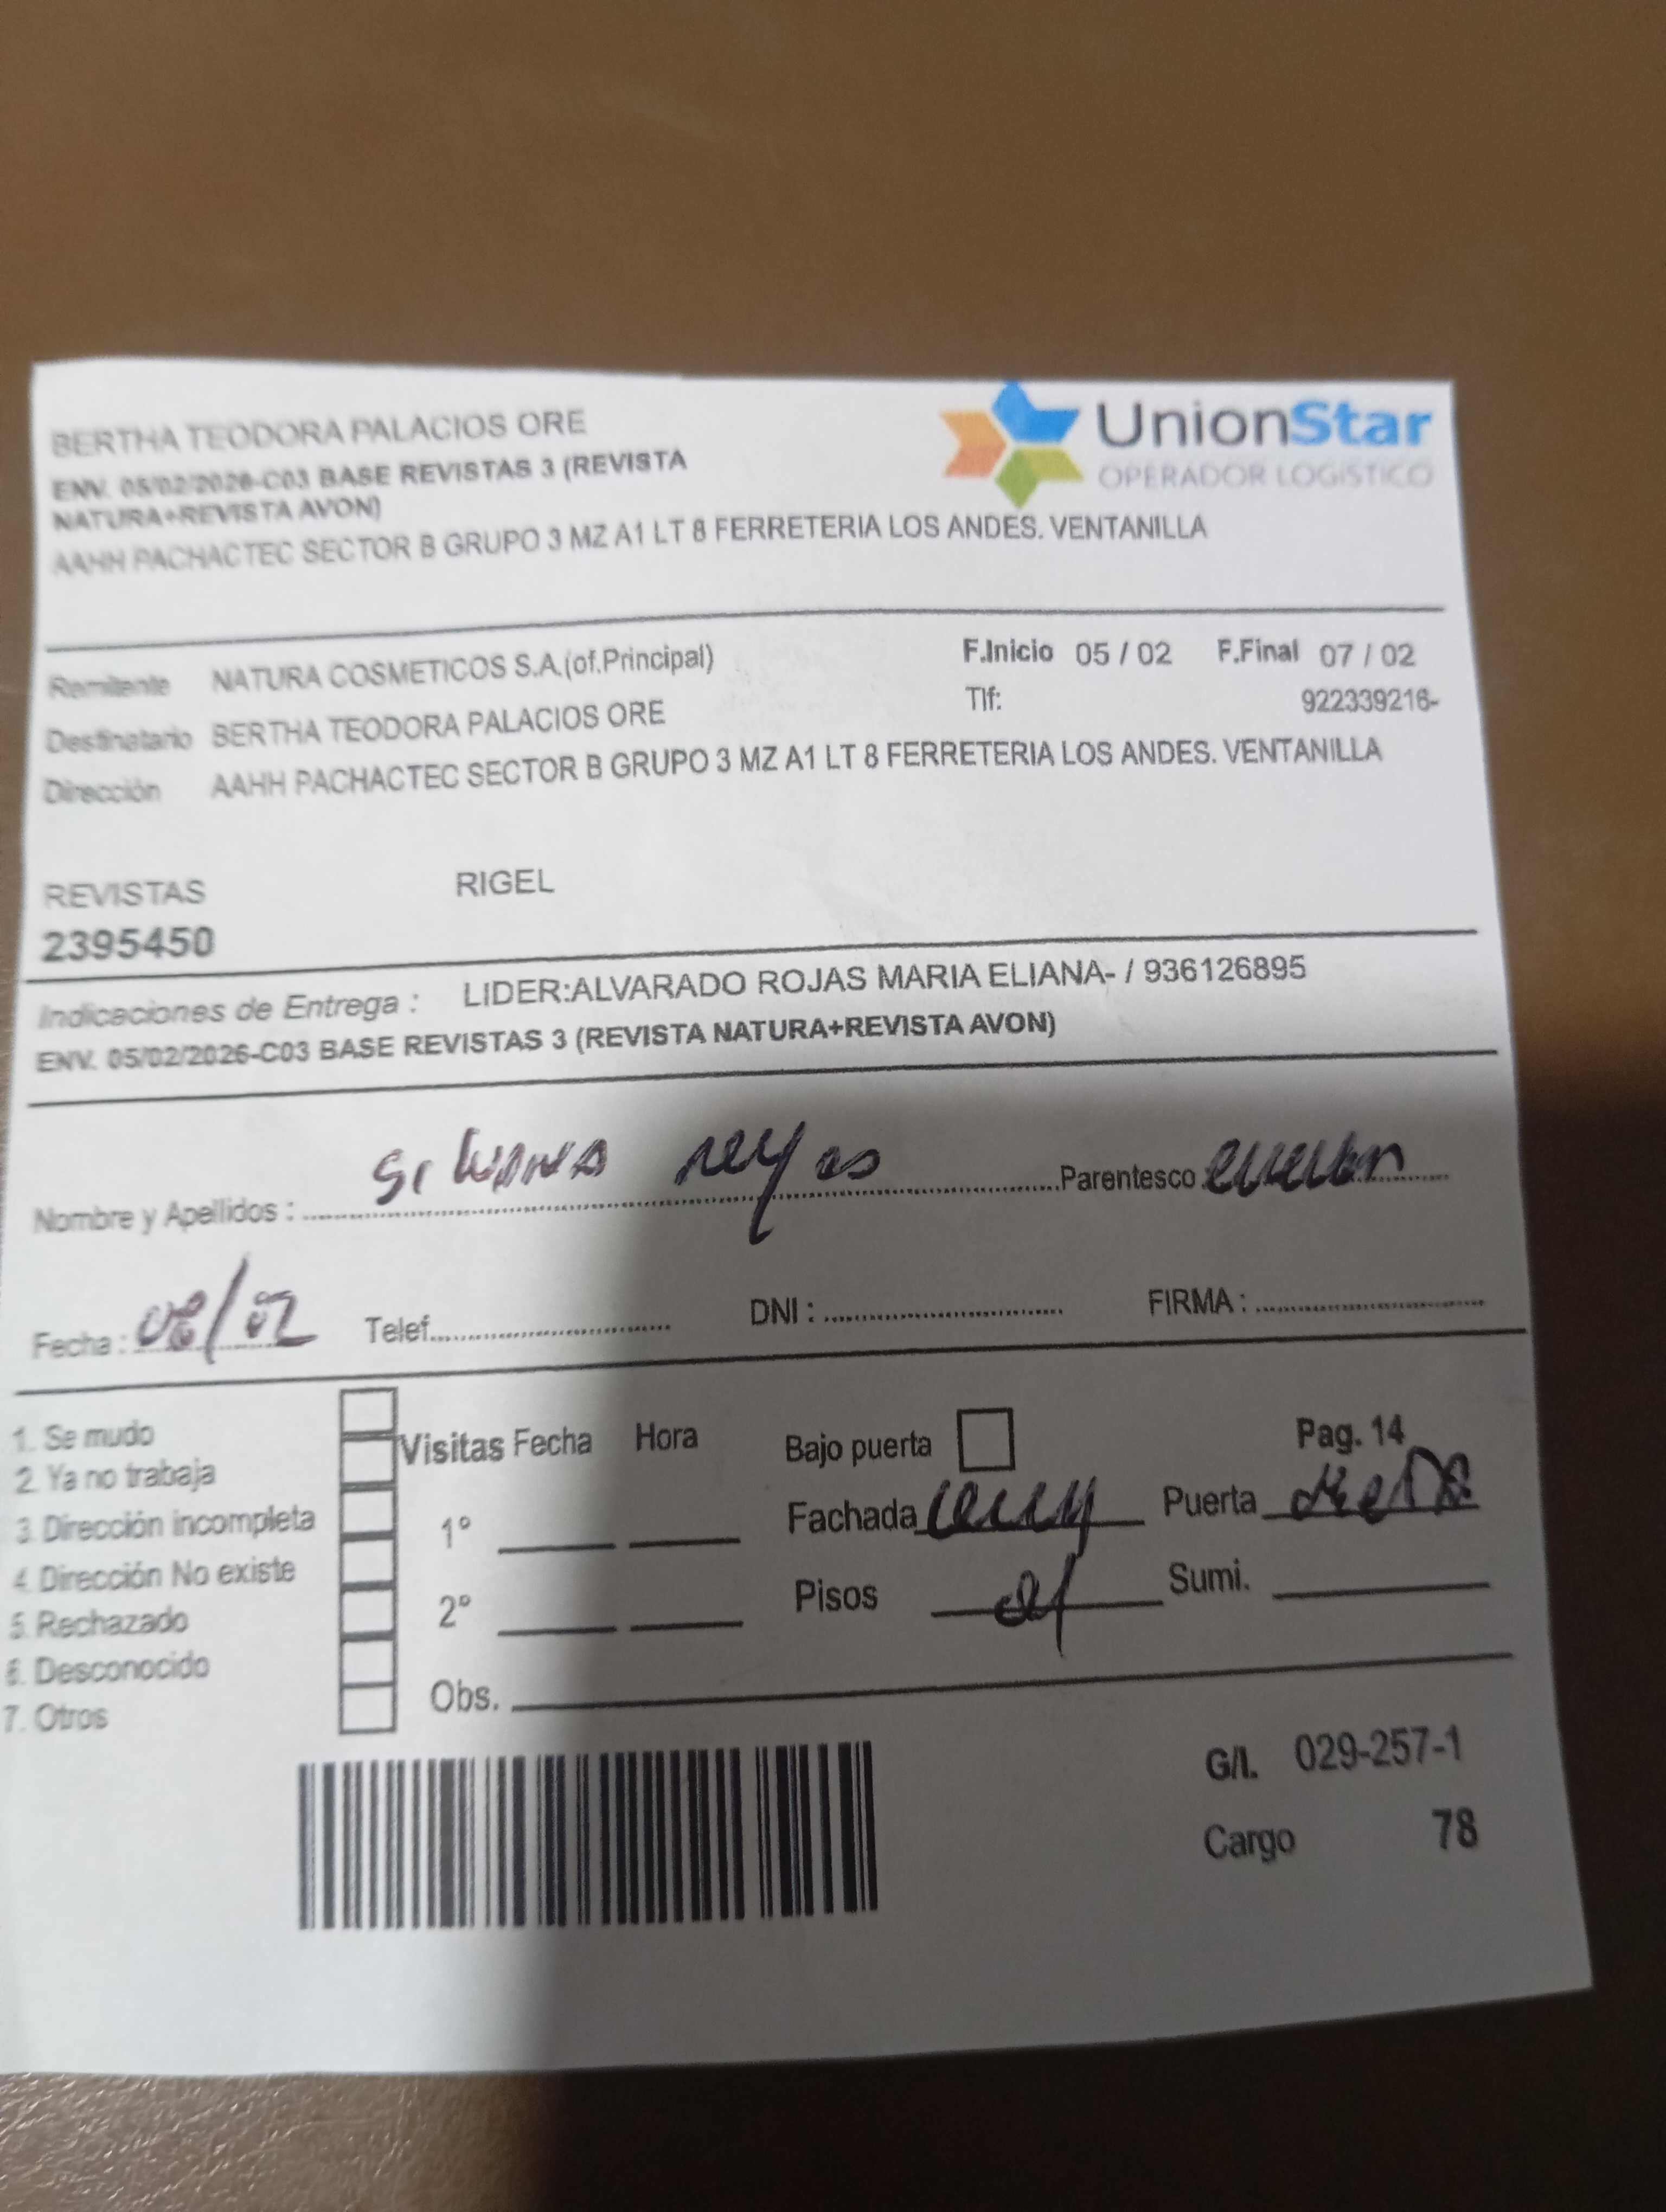 BERTHA TEODORA PALACIOS ORE
UnionStar
OPERADOR LOGÍSTICO
ENV. 05/02/2026-C03 BASE REVISTAS 3 (REVISTA
NATURA+REVISTA AVON)
AAHH PACHACTEC SECTOR B GRUPO 3 MZ A1 LT 8 FERRETERIA LOS ANDES. VENTANILLA
Remitente NATURA COSMETICOS S.A.(of.Principal) F.Inicio 05 / 02 F.Final 07 / 02
Destinatario BERTHA TEODORA PALACIOS ORE Tlf: 922339216-
Dirección AAHH PACHACTEC SECTOR B GRUPO 3 MZ A1 LT 8 FERRETERIA LOS ANDES. VENTANILLA
REVISTAS RIGEL
2395450
Indicaciones de Entrega : LIDER:ALVARADO ROJAS MARIA ELIANA- / 936126895
ENV. 05/02/2026-C03 BASE REVISTAS 3 (REVISTA NATURA+REVISTA AVON)
Nombre y Apellidos : reyes Parentesco
Fecha : /02 Telef. DNI : FIRMA :
1. Se mudo
2. Ya no trabaja
3. Dirección incompleta
4. Dirección No existe
5. Rechazado
6. Desconocido
7. Otros
Visitas Fecha Hora
1º
2º
Obs.
Bajo puerta Pag. 14
Fachada Puerta
Pisos Sumi.
G/I. 029-257-1
Cargo 78